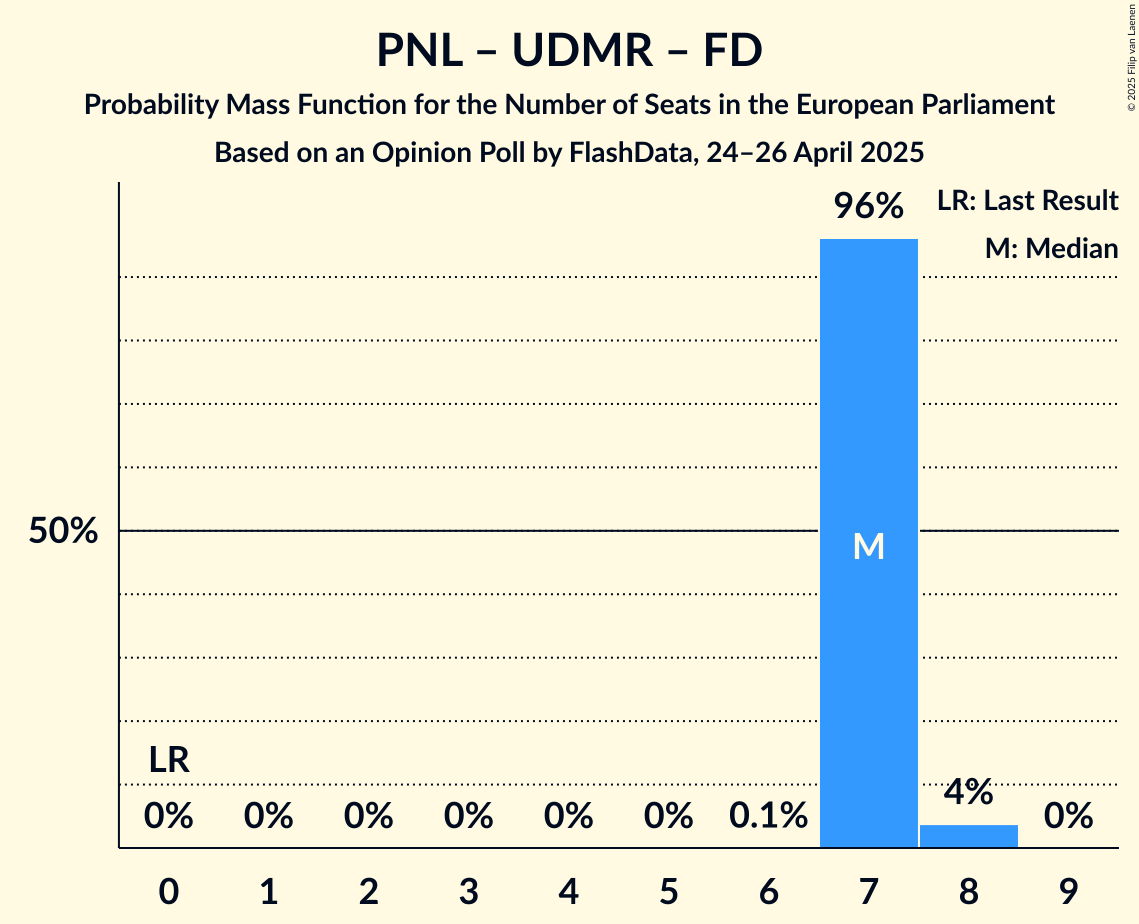 PNL – UDMR – FD
Probability Mass Function for the Number of Seats in the European Parliament
Based on an Opinion Poll by FlashData, 24–26 April 2025
© 2025 Filip van Laenen
LR: Last Result
M: Median
96%
50%
M
LR
4%
0% 0% 0% 0% 0% 0% 0.1% 0%
0 1 2 3 4 5 6 7 8 9